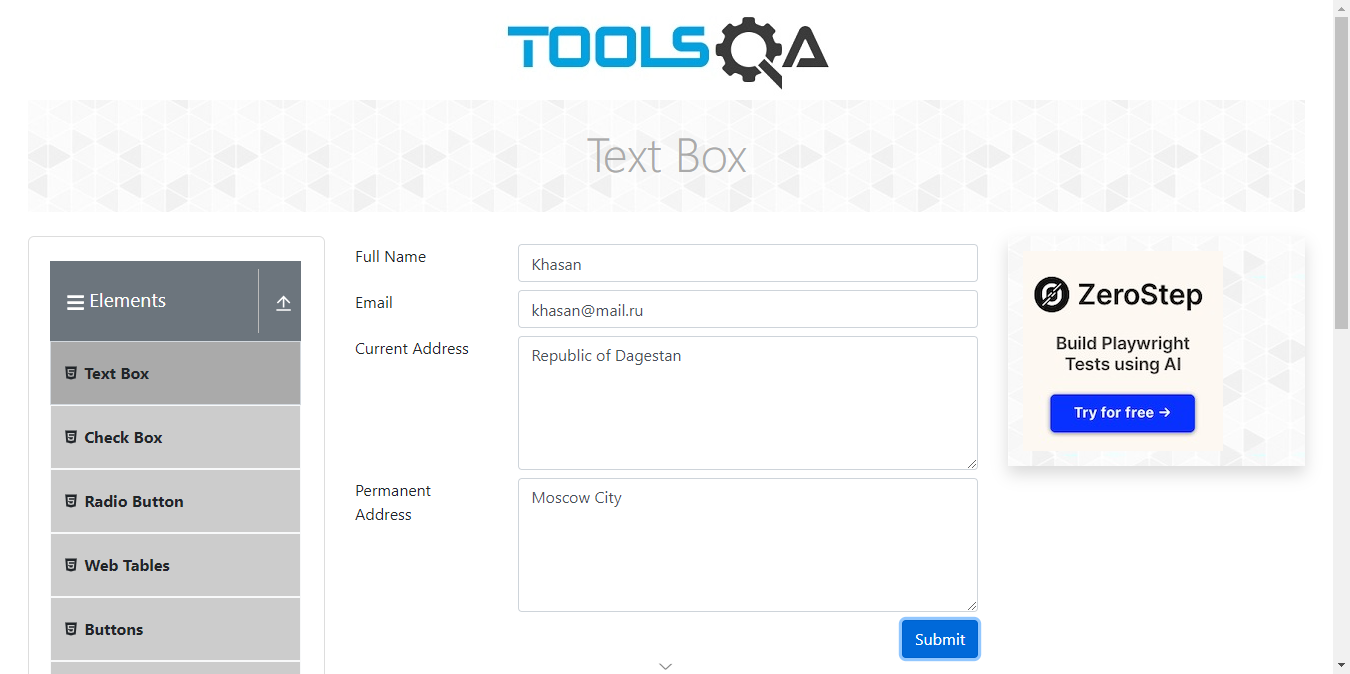 TOOLSQA
Text Box
Elements
Text Box
Check Box
Radio Button
Web Tables
Buttons
Full Name
Khasan
Email
khasan@mail.ru
Current Address
Republic of Dagestan
Permanent
Address
Moscow City
Submit
ZeroStep
Build Playwright
Tests using AI
Try for free →